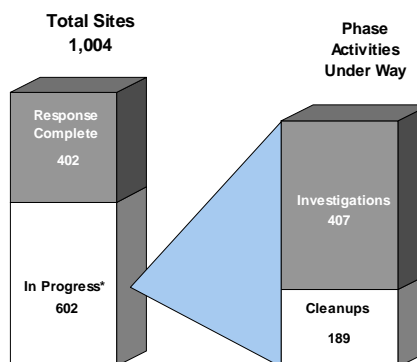 Total Sites
1,004
Response
Complete
402
In Progress*
602
Phase
Activities
Under Way
Investigations
407
Cleanups
189